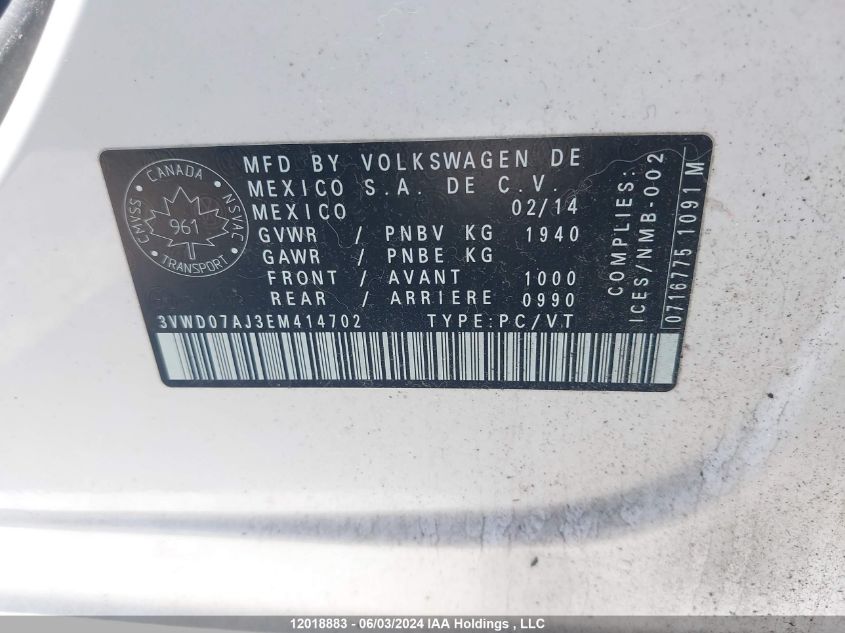 MFD BY VOLKSWAGEN DE
MEXICO S.A. DE C.V.
MEXICO 02/14
GVWR / PNBV KG 1940
GAWR / PNBE KG
FRONT / AVANT 1000
REAR / ARRIERE 0990
3VWD07AJ3EM414702 TYPE:PC/VT
CANADA
CMVSS
NSVAC
961
TRANSPORT
COMPLIES:
ICES/NMB-002
0716775 1091 M
12018883 - 06/03/2024 IAA Holdings , LLC